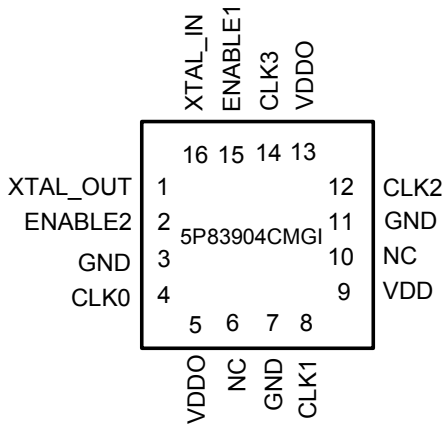 XTAL_IN
ENABLE1
CLK3
VDDO
16 15 14 13
XTAL_OUT 1
12 CLK2
ENABLE2 2
11 GND
5P83904CMGI
GND 3
10 NC
CLK0 4
9 VDD
5 6 7 8
VDDO
NC
GND
CLK1